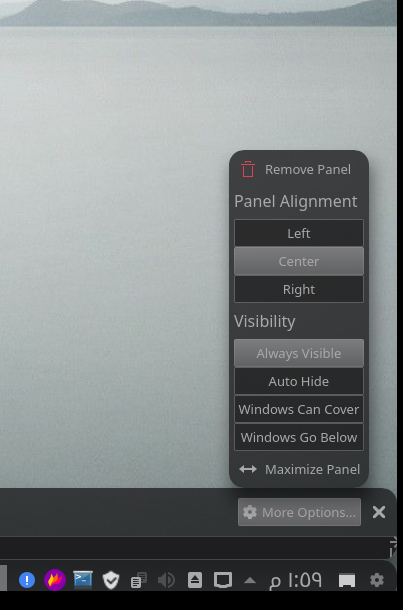 Remove Panel
Panel Alignment
Left
Center
Right
Visibility
Always Visible
Auto Hide
Windows Can Cover
Windows Go Below
Maximize Panel
More Options...
١:٥٩ م